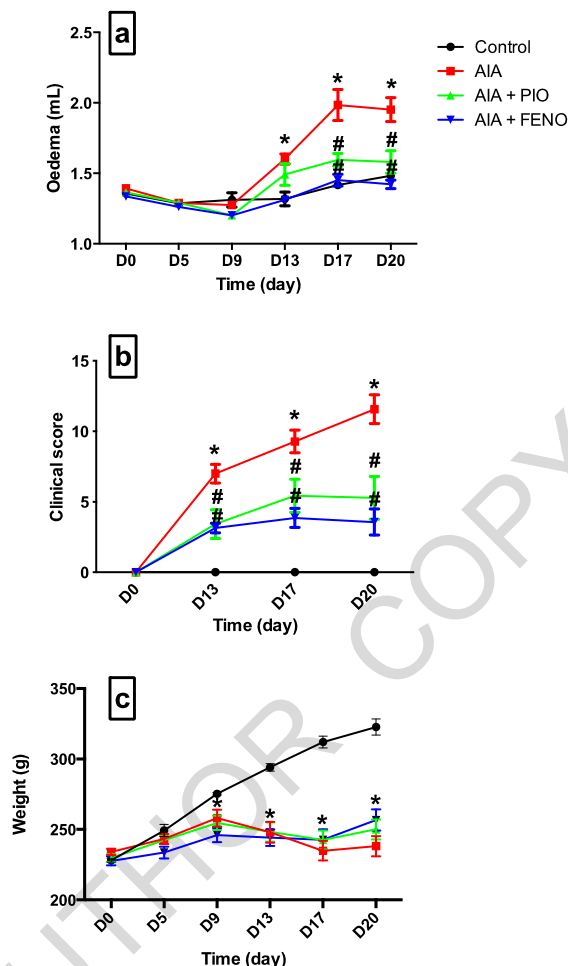 a
Control
AIA
AIA + PIO
AIA + FENO
Oedema (mL)
2.5
2.0
1.5
1.0
*
*
*
#
#
#
#
D0 D5 D9 D13 D17 D20
Time (day)
b
Clinical score
15
10
5
0
*
*
*
#
#
#
#
#
#
D0 D13 D17 D20
Time (day)
c
Weight (g)
350
300
250
200
* * * *
D0 D5 D9 D13 D17 D20
Time (day)
UTHOR COPY